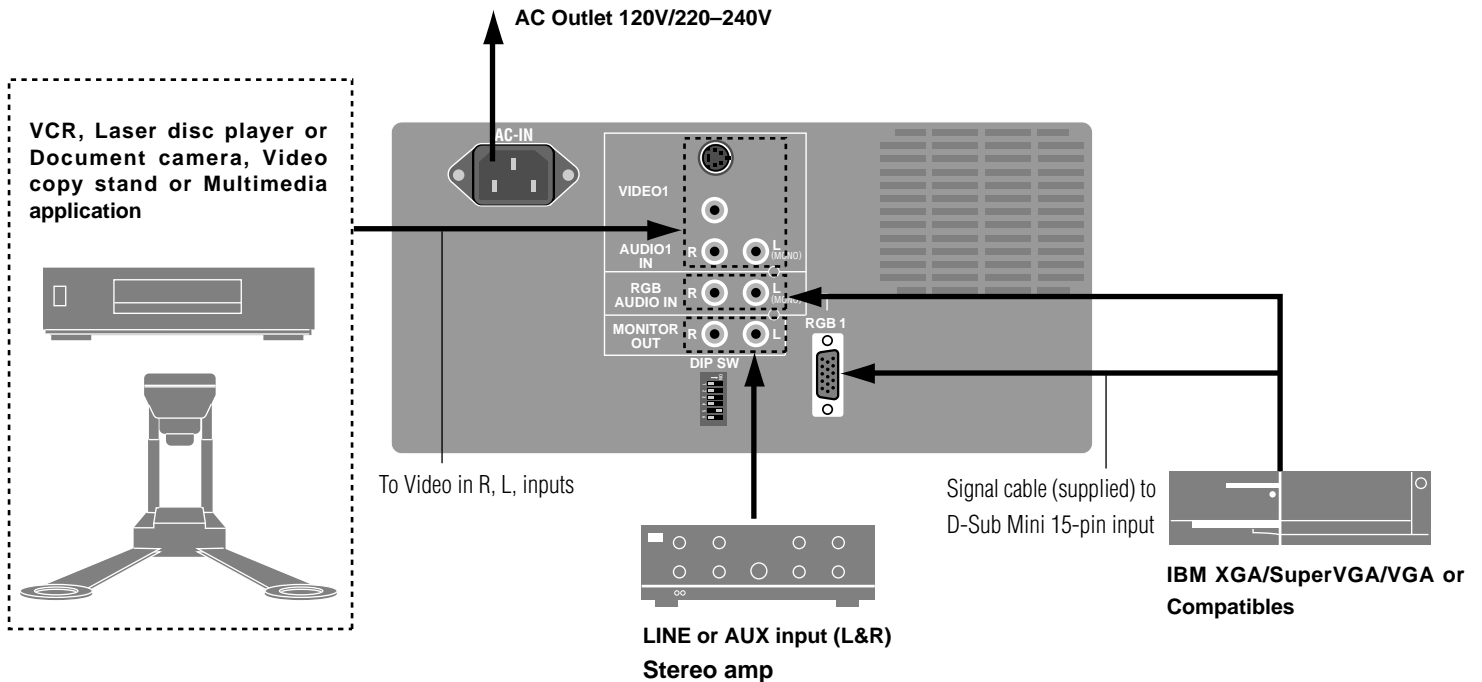 AC Outlet 120V/220–240V
VCR, Laser disc player or
Document camera, Video
copy stand or Multimedia
application
AC-IN
VIDEO1
AUDIO1
IN
R
L
(MONO)
RGB
AUDIO IN
R
L
(MONO)
MONITOR
OUT
R
L
RGB 1
DIP SW
To Video in R, L, inputs
Signal cable (supplied) to
D-Sub Mini 15-pin input
IBM XGA/SuperVGA/VGA or
Compatibles
LINE or AUX input (L&R)
Stereo amp